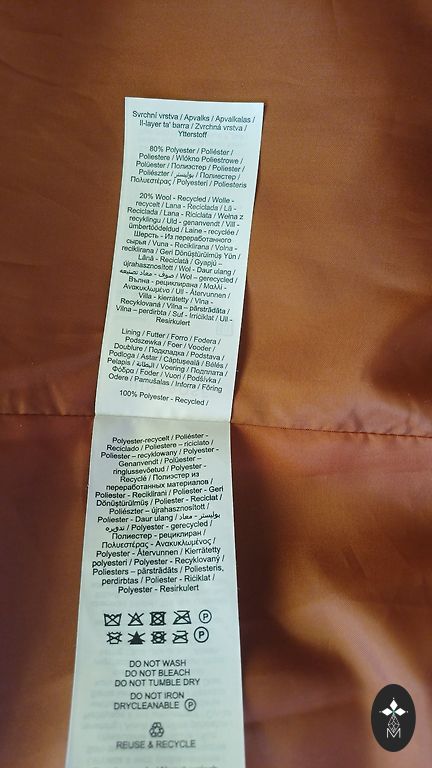 Svrchní vrstva / Apvalks / Apvalkalas /
Il-layer ta' barra / Zvrchná vrstva /
Ytterstoff
80% Polyester / Poliéster /
Poliestere / Włókno Poliestrowe /
Polüester / Полиэстер / Poliester /
Poliészter / بوليستر / Полиестер /
Πολυεστέρας / Polyesteri / Poliesteris
20% Wool - Recycled / Wolle -
recycelt / Lana - Reciclada / Lã -
Reciclada / Lana - Riciclata / Wełna z
recyklingu / Uld - genanvendt / Vill -
ümbertöödeldud / Laine - recyclée /
Шерсть - Из переработанного
сырья / Vuna - Reciklirana / Volna -
reciklirana / Geri Dönüştürülmüş Yün /
Lână - Reciclată / Gyapjú –
újrahasznosított / Wol - Daur ulang /
صوف - معاد تصنيعه / Wol – gerecycled /
Вълна - рециклирана / Μαλλί -
Ανακυκλωμένο / Ull - Återvunnen /
Villa - kierrätetty / Vlna -
Recyklovaná / Vilna – pārstrādāta /
Vilna – perdirbta / Suf - Irriċiklat / Ull -
Resirkulert
Lining / Futter / Forro / Fodera /
Podszewka / Foer / Vooder /
Doublure / Подкладка / Podstava /
Podloga / Astar / Căptuşeală / Bélés /
Pelapis / البطانة / Voering / Подплата /
Φόδρα / Foder / Vuori / Podšívka /
Odere / Pamušalas / Inforra / Fôring
100% Polyester - Recycled /
Polyester-recycelt / Poliéster -
Reciclado / Poliestere – riciclato /
Poliester – recyklowany / Polyester -
Genanvendt / Polüester –
ringlussevõetud / Polyester -
Recyclé / Полиэстер из
переработанных материалов /
Poliester - Reciklirani / Poliester - Geri
Dönüştürülmüş / Poliester - Reciclat /
Poliészter – újrahasznosított /
Poliester - Daur ulang / بوليستر - معاد
تدويره / Polyester - gerecycled /
Полиестер – рециклиран /
Πολυεστέρας - Ανακυκλωμένος /
Polyester - Återvunnen / Kierrätetty
polyesteri / Polyester - Recyklovaný /
Poliesters – pārstrādāts / Poliesteris,
perdirbtas / Poliester - Riċiklat /
Polyester - Resirkulert
P
P
DO NOT WASH
DO NOT BLEACH
DO NOT TUMBLE DRY
DO NOT IRON
DRYCLEANABLE P
REUSE & RECYCLE